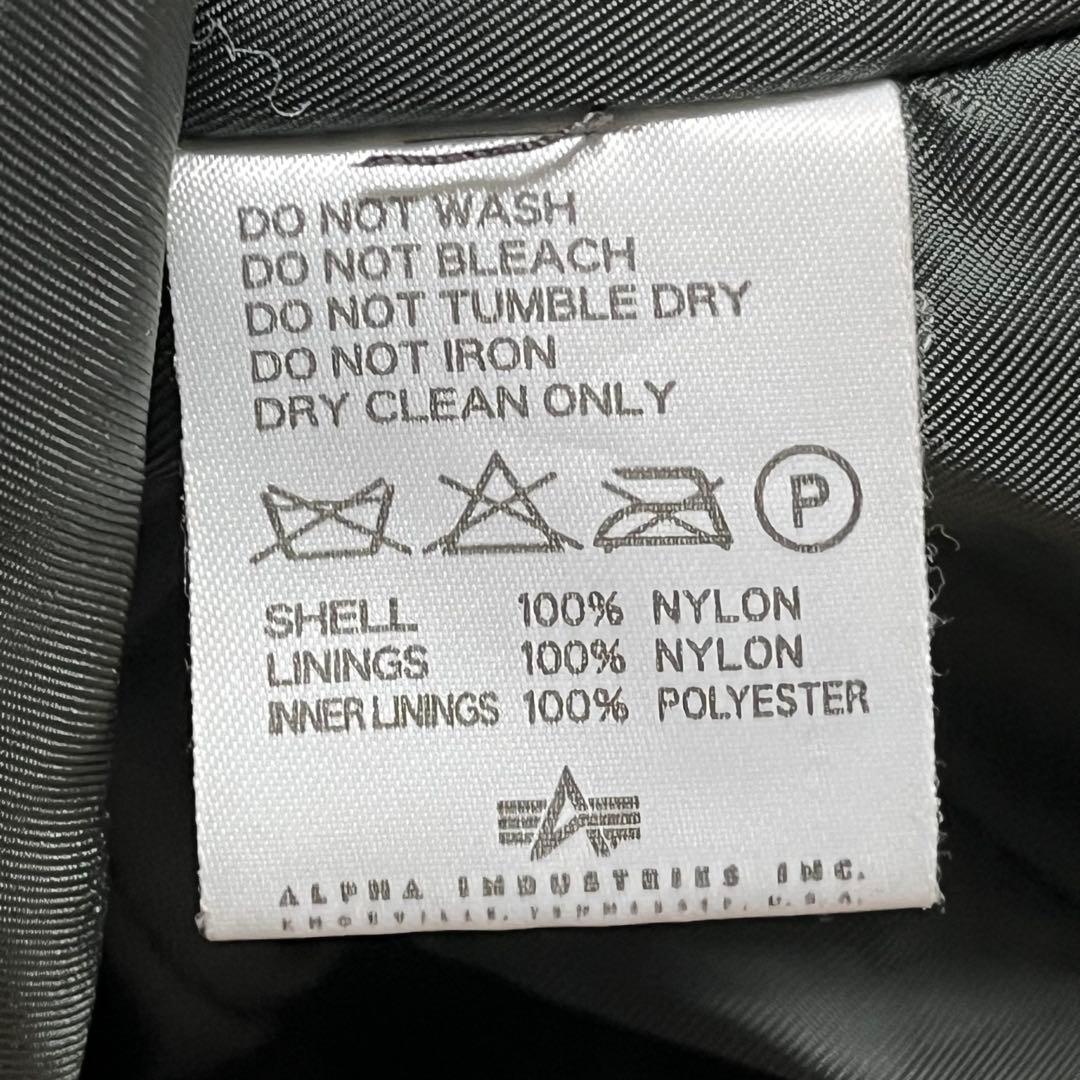 DO NOT WASH
DO NOT BLEACH
DO NOT TUMBLE DRY
DO NOT IRON
DRY CLEAN ONLY
P
SHELL 100% NYLON
LININGS 100% NYLON
INNER LININGS 100% POLYESTER
ALPHA INDUSTRIES INC.
U.S.A.